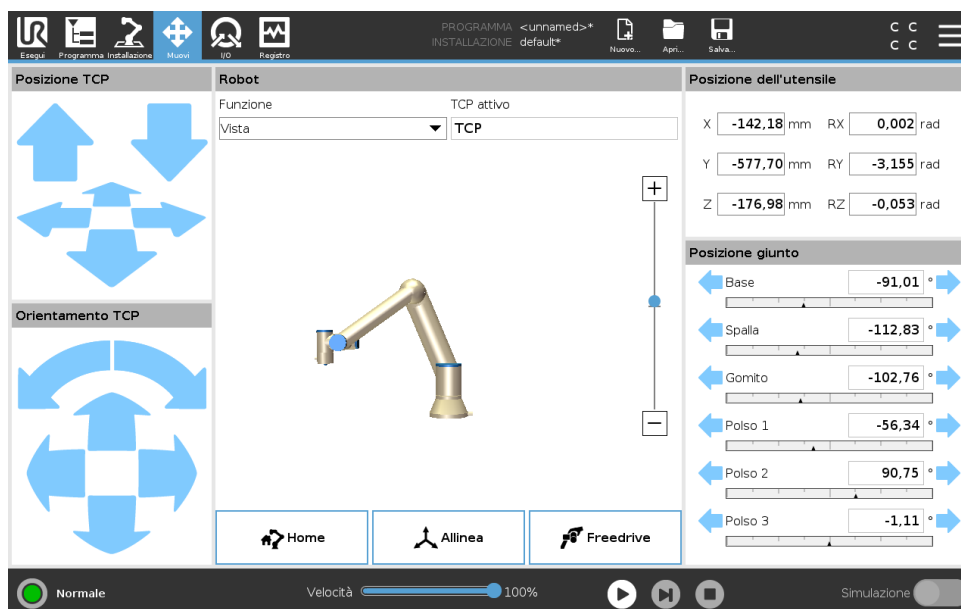 PROGRAMMA <unnamed>*
INSTALLAZIONE default*
UR
Esegui Programma Installazione Muovi I/O Registro Nuovo... Apri... Salva...
C C
C C
Posizione TCP
Orientamento TCP
Robot
Funzione TCP attivo
Vista TCP
+
−
Home Allinea Freedrive
Posizione dell'utensile
X -142,18 mm RX 0,002 rad
Y -577,70 mm RY -3,155 rad
Z -176,98 mm RZ -0,053 rad
Posizione giunto
Base -91,01 °
Spalla -112,83 °
Gomito -102,76 °
Polso 1 -56,34 °
Polso 2 90,75 °
Polso 3 -1,11 °
Normale Velocità 100% Simulazione